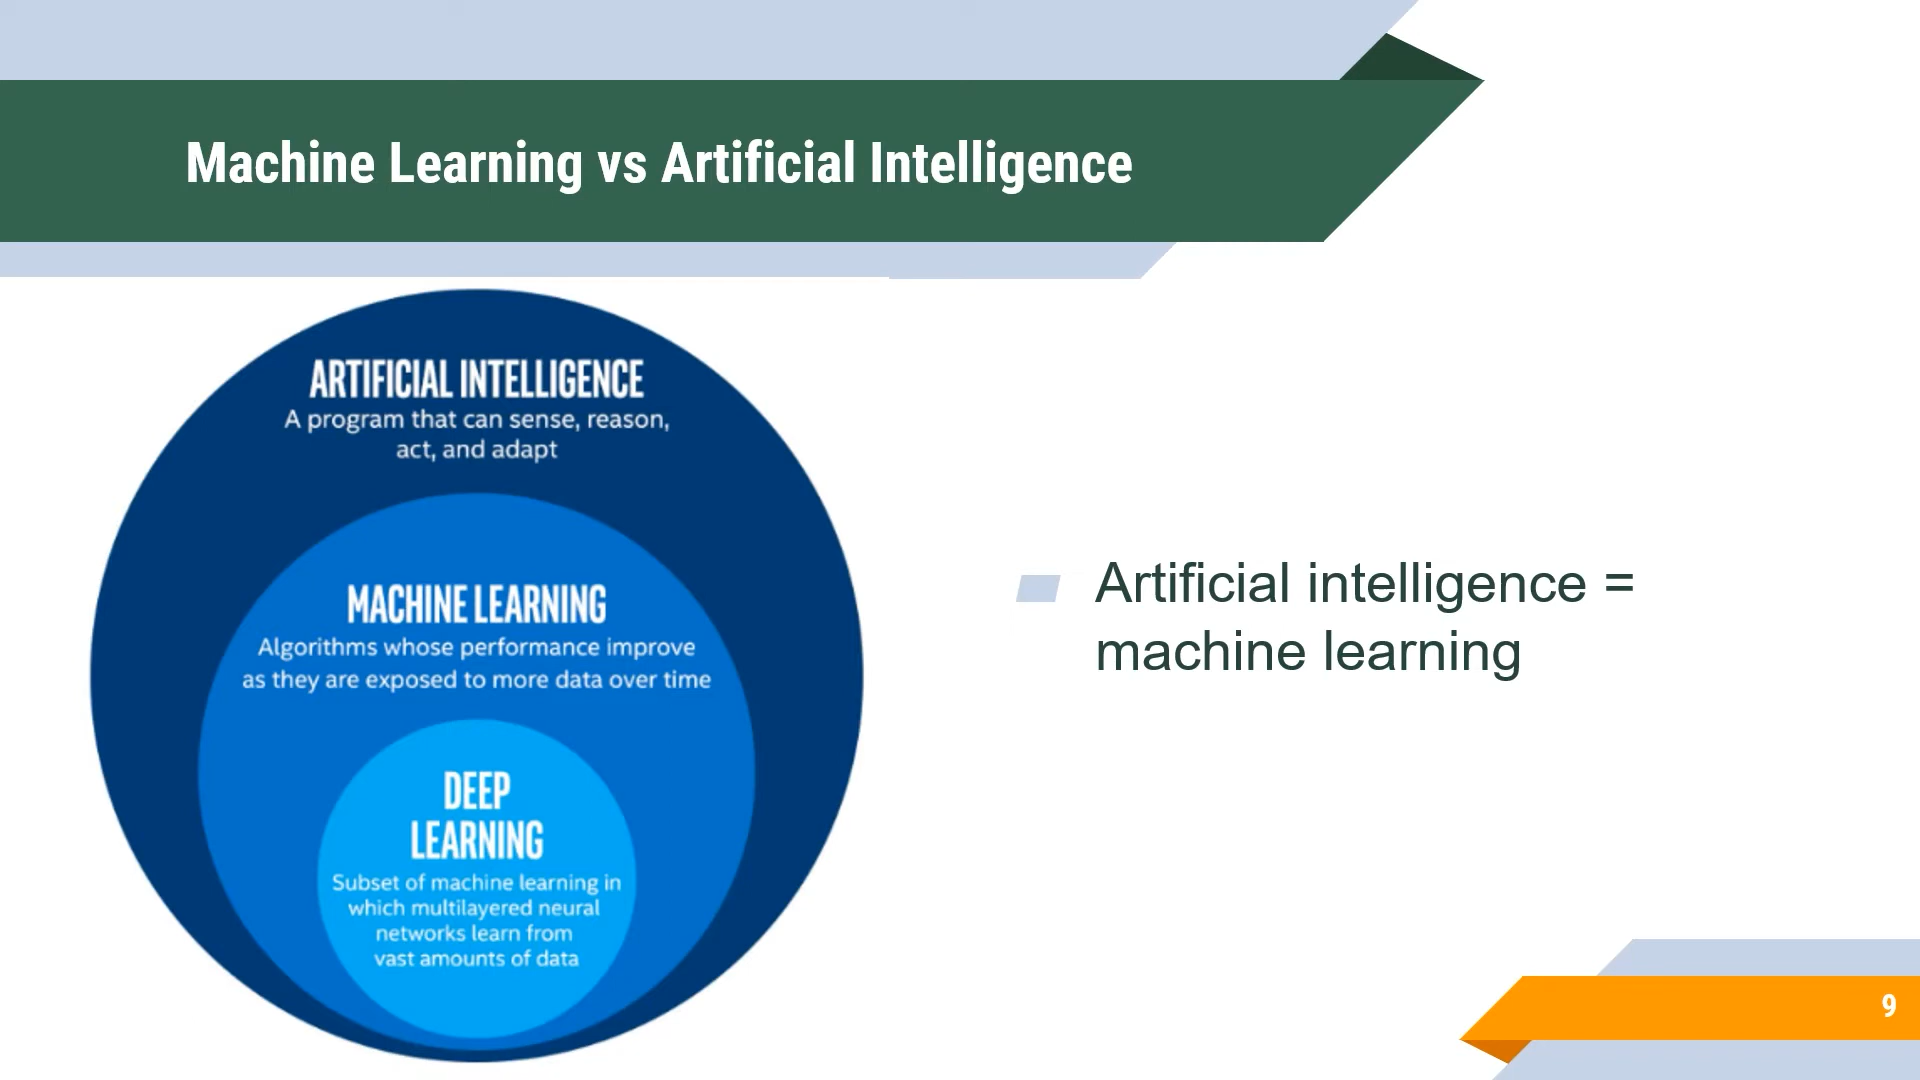 Machine Learning vs Artificial Intelligence
ARTIFICIAL INTELLIGENCE
A program that can sense, reason,
act, and adapt
MACHINE LEARNING
Algorithms whose performance improve
as they are exposed to more data over time
DEEP
LEARNING
Subset of machine learning in
which multilayered neural
networks learn from
vast amounts of data
Artificial intelligence =
machine learning
9